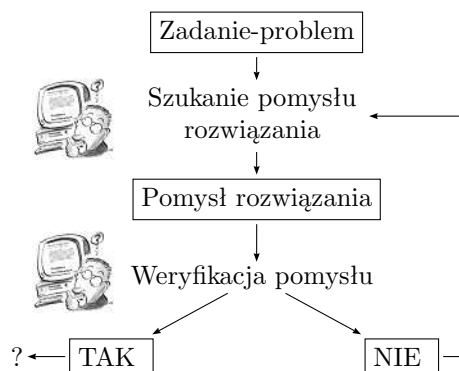 Zadanie-problem
Szukanie pomysłu
rozwiązania
Pomysł rozwiązania
Weryfikacja pomysłu
? TAK NIE